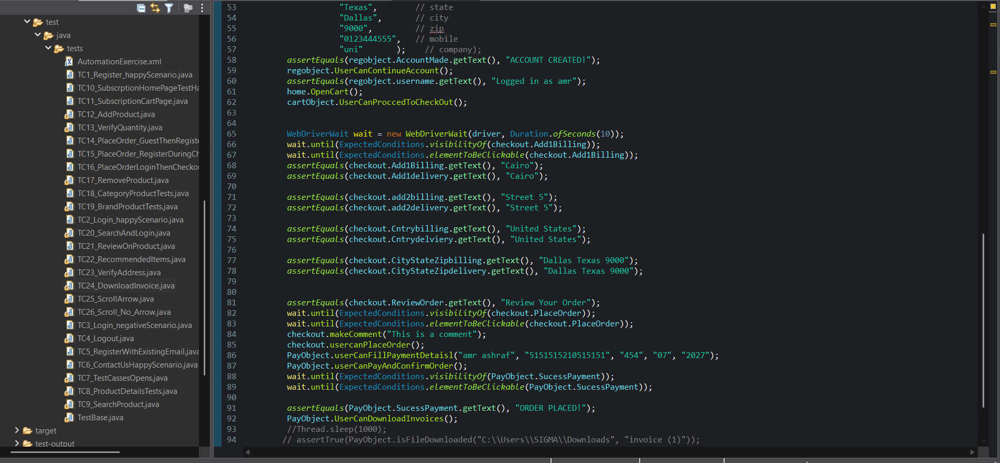 test
java
tests
AutomationExercise.xml
TC1_Register_happyScenario.java
TC10_SubscrptionHomePageTestHa
TC11_SubscriptionCartPage.java
TC12_AddProduct.java
TC13_VerifyQuantity.java
TC14_PlaceOrder_GuestThenRegiste
TC15_PlaceOrder_RegisterDuringCh
TC16_PlaceOrderLoginThenCheckou
TC17_RemoveProduct.java
TC18_CategoryProductTests.java
TC19_BrandProductTests.java
TC2_Login_happyScenario.java
TC20_SearchAndLogin.java
TC21_ReviewOnProduct.java
TC22_RecommendedItems.java
TC23_VerifyAddress.java
TC24_DownloadInvoice.java
TC25_ScrollArrow.java
TC26_Scroll_No_Arrow.java
TC3_Login_negativeScenario.java
TC4_Logout.java
TC5_RegisterWithExistingEmail.java
TC6_ContactUsHappyScenario.java
TC7_TestCassesOpens.java
TC8_ProductDetailsTests.java
TC9_SearchProduct.java
TestBase.java
target
test-output
53 "Texas", // state
54 "Dallas", // city
55 "9000", // zip
56 "0123444555", // mobile
57 "uni" ); // company);
58 assertEquals(regobject.AccountMade.getText(), "ACCOUNT CREATED!");
59 regobject.UserCanContinueAccount();
60 assertEquals(regobject.username.getText(), "Logged in as amr");
61 home.OpenCart();
62 cartObject.UserCanProccedToCheckOut();
63
64
65 WebDriverWait wait = new WebDriverWait(driver, Duration.ofSeconds(10));
66 wait.until(ExpectedConditions.visibilityOf(checkout.Add1Billing));
67 wait.until(ExpectedConditions.elementToBeClickable(checkout.Add1Billing));
68 assertEquals(checkout.Add1Billing.getText(), "Cairo");
69 assertEquals(checkout.Add1delivery.getText(), "Cairo");
70
71 assertEquals(checkout.add2billing.getText(), "Street 5");
72 assertEquals(checkout.add2delivery.getText(), "Street 5");
73
74 assertEquals(checkout.Cntrybilling.getText(), "United States");
75 assertEquals(checkout.Cntrydelviery.getText(), "United States");
76
77 assertEquals(checkout.CityStateZipbilling.getText(), "Dallas Texas 9000");
78 assertEquals(checkout.CityStateZipdelivery.getText(), "Dallas Texas 9000");
79
80
81 assertEquals(checkout.ReviewOrder.getText(), "Review Your Order");
82 wait.until(ExpectedConditions.visibilityOf(checkout.PlaceOrder));
83 wait.until(ExpectedConditions.elementToBeClickable(checkout.PlaceOrder));
84 checkout.makeComment("This is a comment");
85 checkout.usercanPlaceOrder();
86 PayObject.userCanFillPaymentDetaisl("amr ashraf", "5151515210515151", "454", "07", "2027");
87 PayObject.userCanPayAndConfirmOrder();
88 wait.until(ExpectedConditions.visibilityOf(PayObject.SucessPayment));
89 wait.until(ExpectedConditions.elementToBeClickable(PayObject.SucessPayment));
90
91 assertEquals(PayObject.SucessPayment.getText(), "ORDER PLACED!");
92 PayObject.UserCanDownloadInvoices();
93 //Thread.sleep(1000);
94 // assertTrue(PayObject.isFileDownloaded("C:\\Users\\SIGMA\\Downloads", "invoice (1)"));